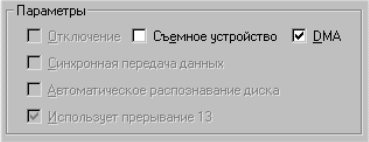 Параметры
Отключение Съемное устройство DMA
Синхронная передача данных
Автоматическое распознавание диска
Использует прерывание 13